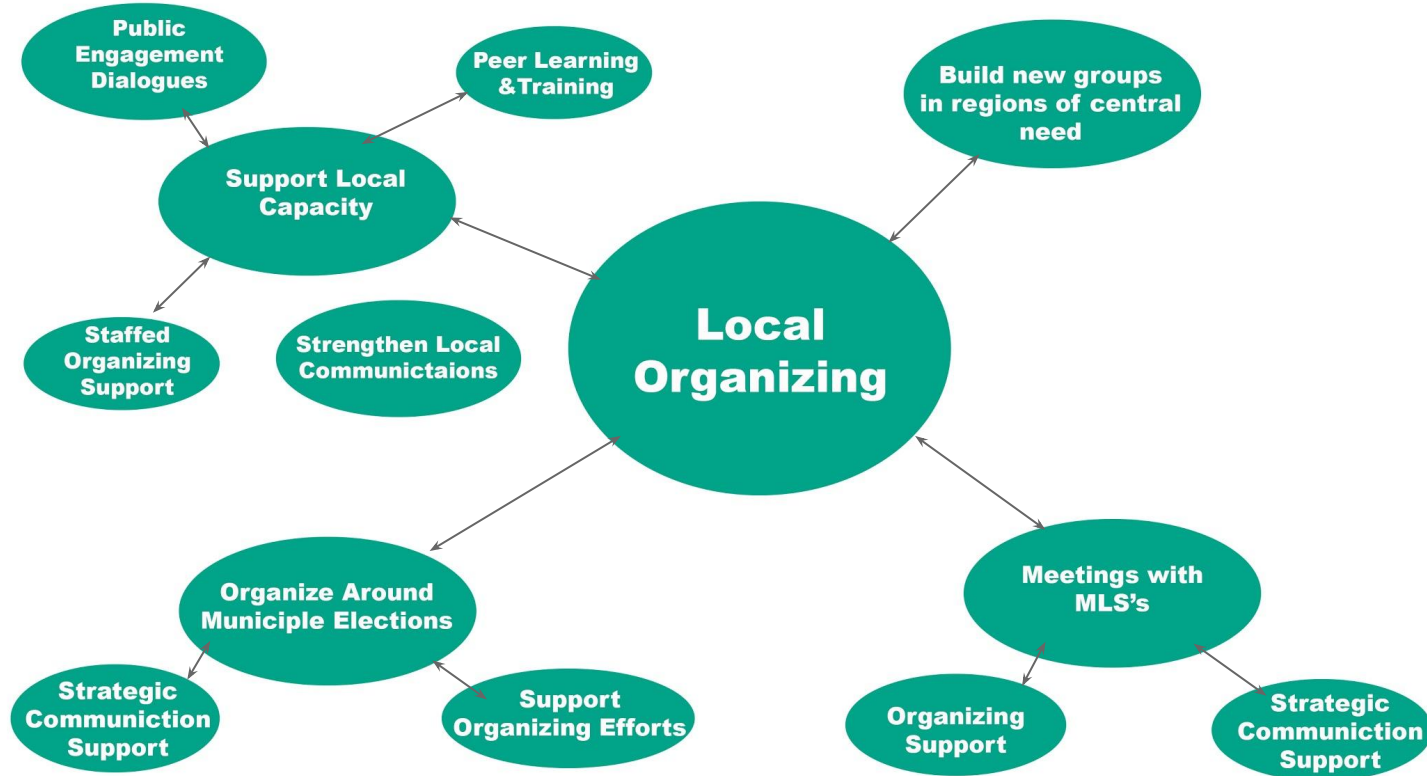 Public
Engagement
Dialogues
Peer Learning
&Training
Build new groups
in regions of central
need
Support Local
Capacity
Local
Organizing
Staffed
Organizing
Support
Strengthen Local
Communictaions
Organize Around
Municiple Elections
Meetings with
MLS’s
Strategic
Communiction
Support
Support
Organizing Efforts
Organizing
Support
Strategic
Communiction
Support